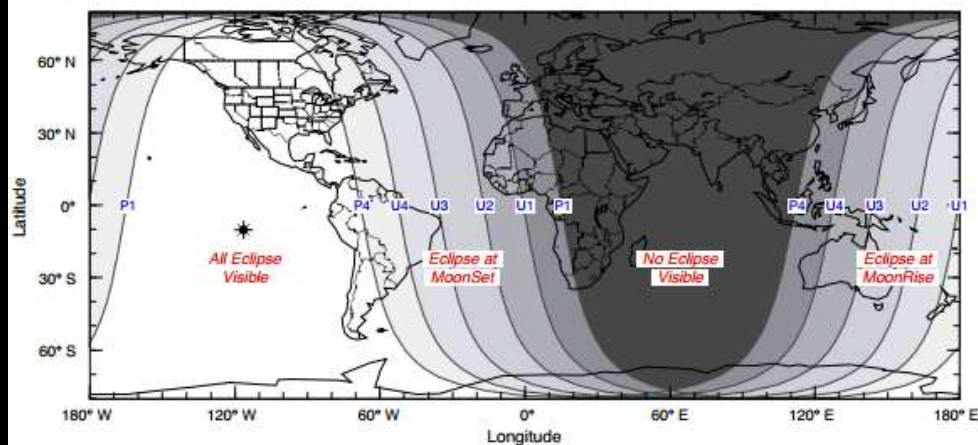 60° N
30° N
0°
30° S
60° S
Latitude
P1 P4 U4 U3 U2 U1 P1 P4 U4 U3 U2 U1
All Eclipse
Visible
Eclipse at
MoonSet
No Eclipse
Visible
Eclipse at
MoonRise
180° W 120° W 60° W 0° 60° E 120° E 180° E
Longitude